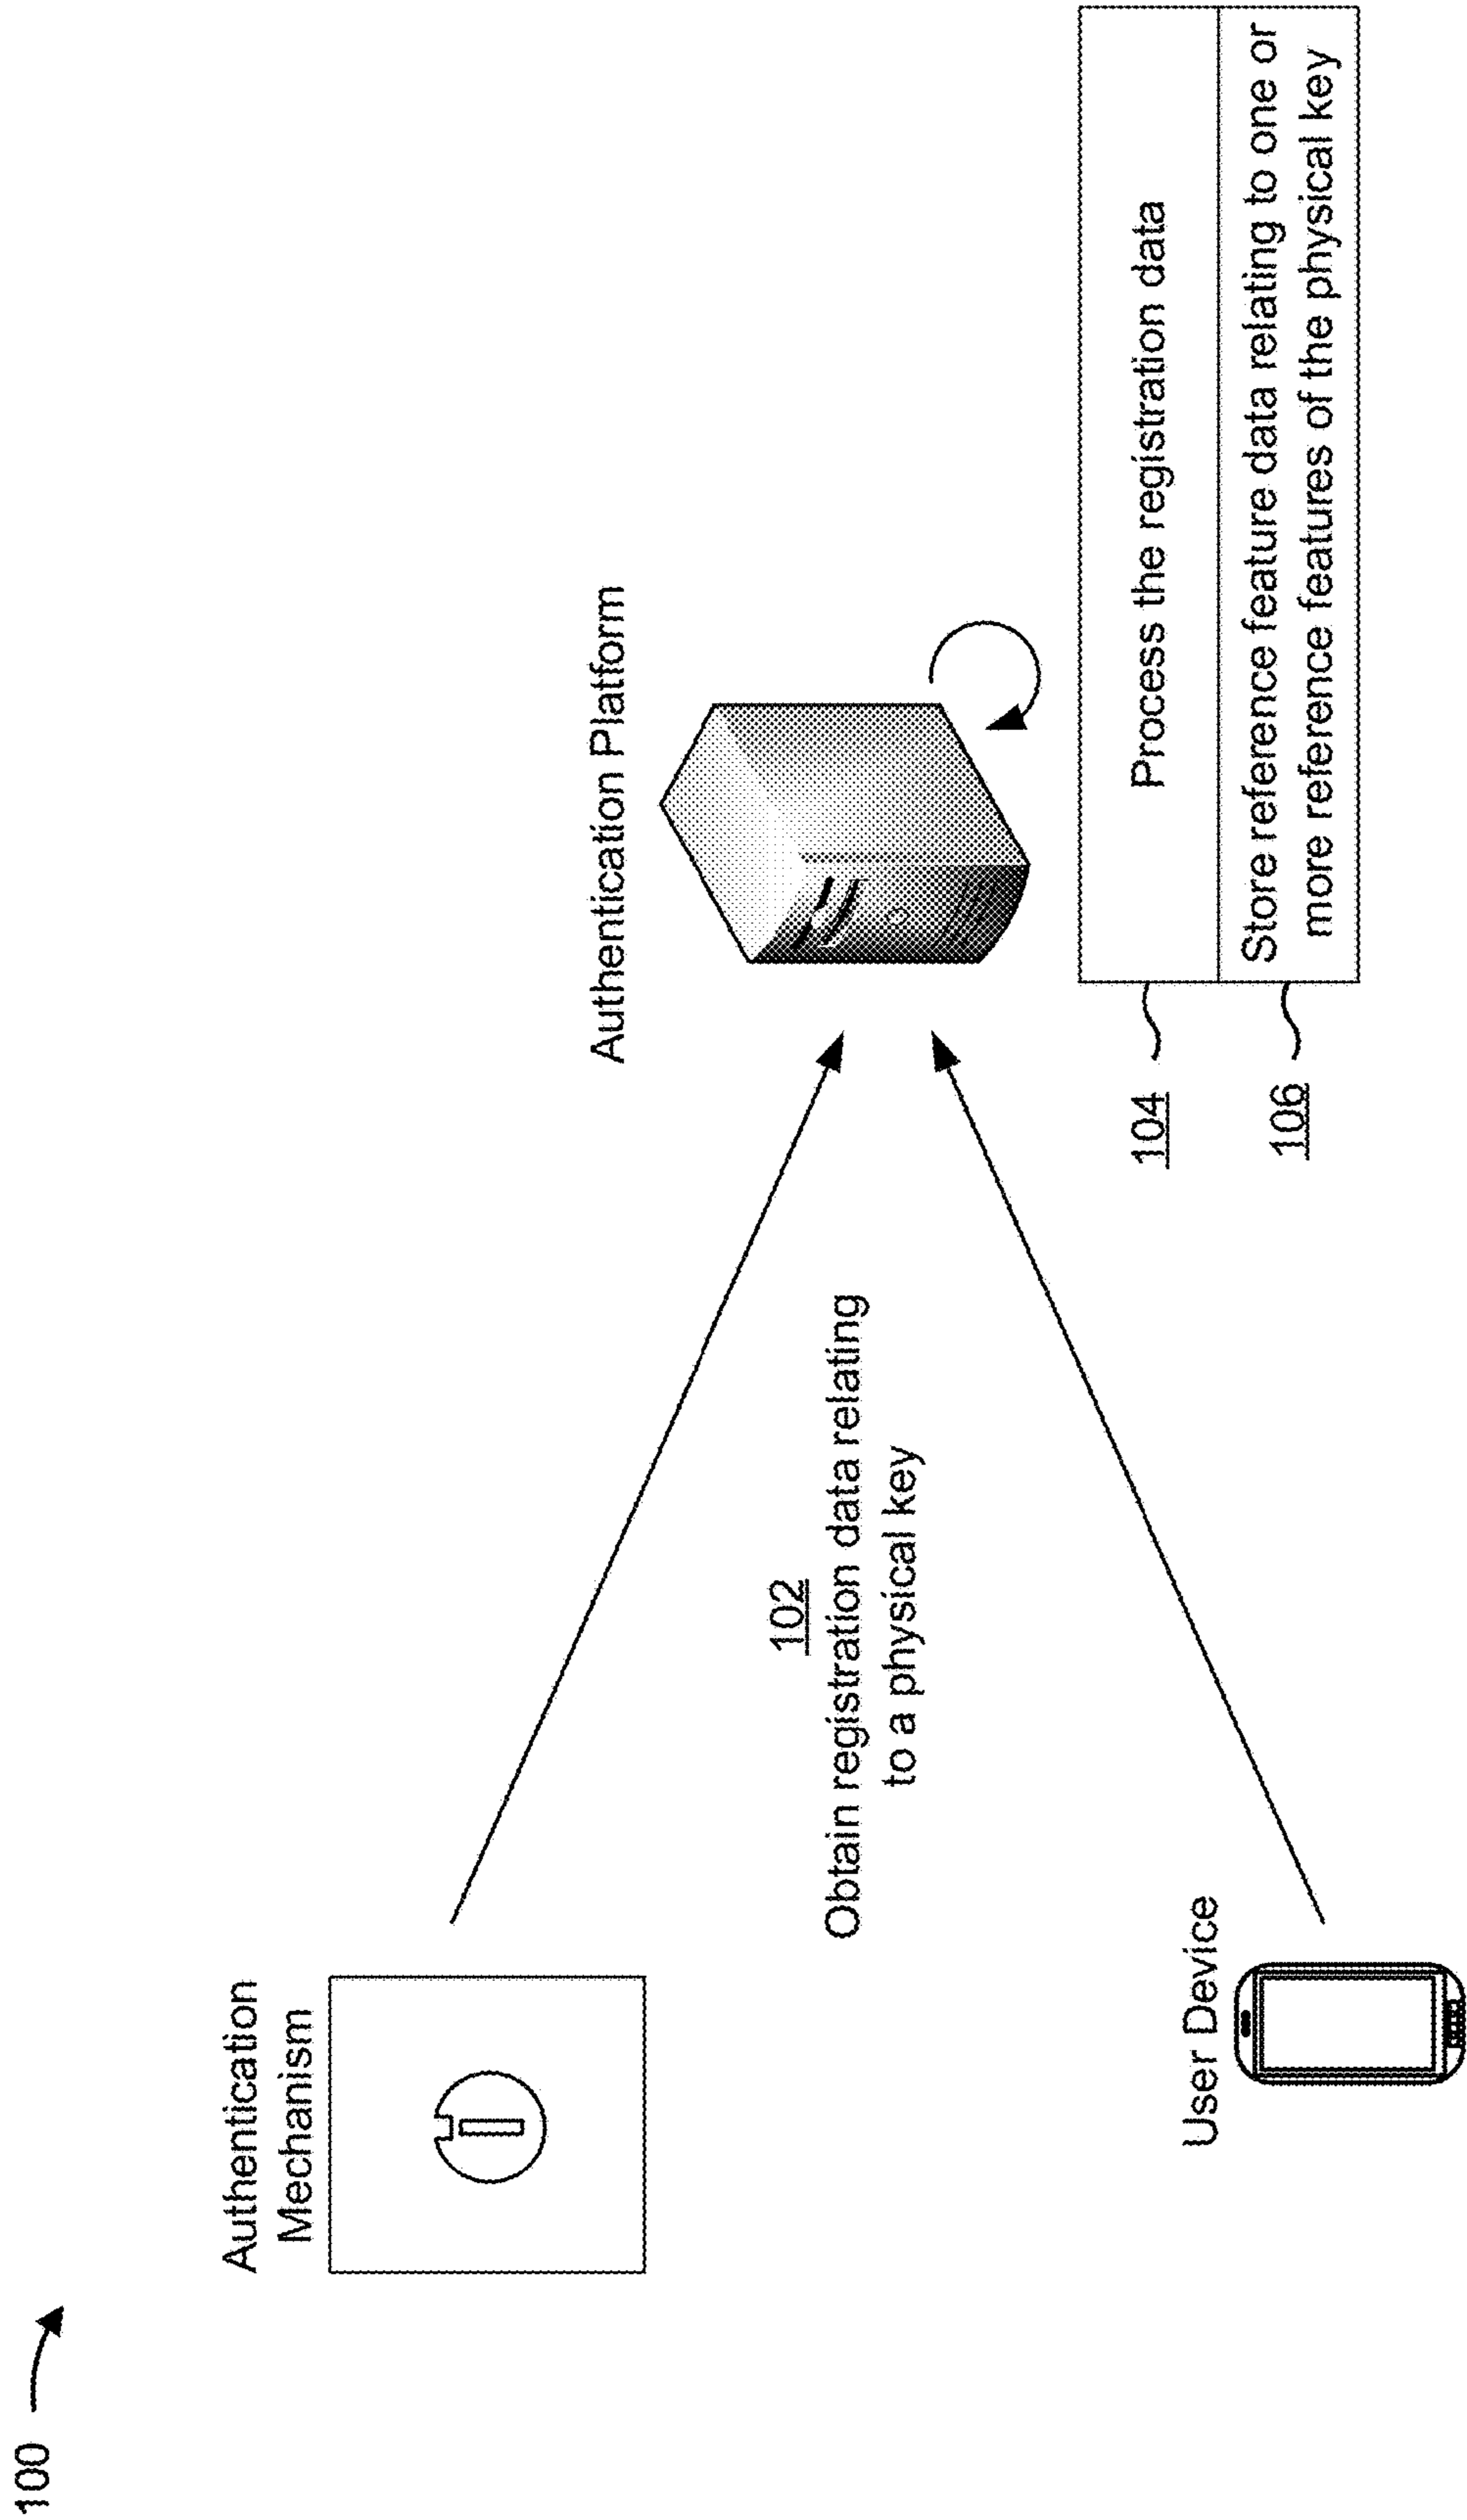 100
Authentication
Mechanism
User Device
102
Obtain registration data relating
to a physical key
Authentication Platform
104
Process the registration data
106
Store reference feature data relating to one or
more reference features of the physical key